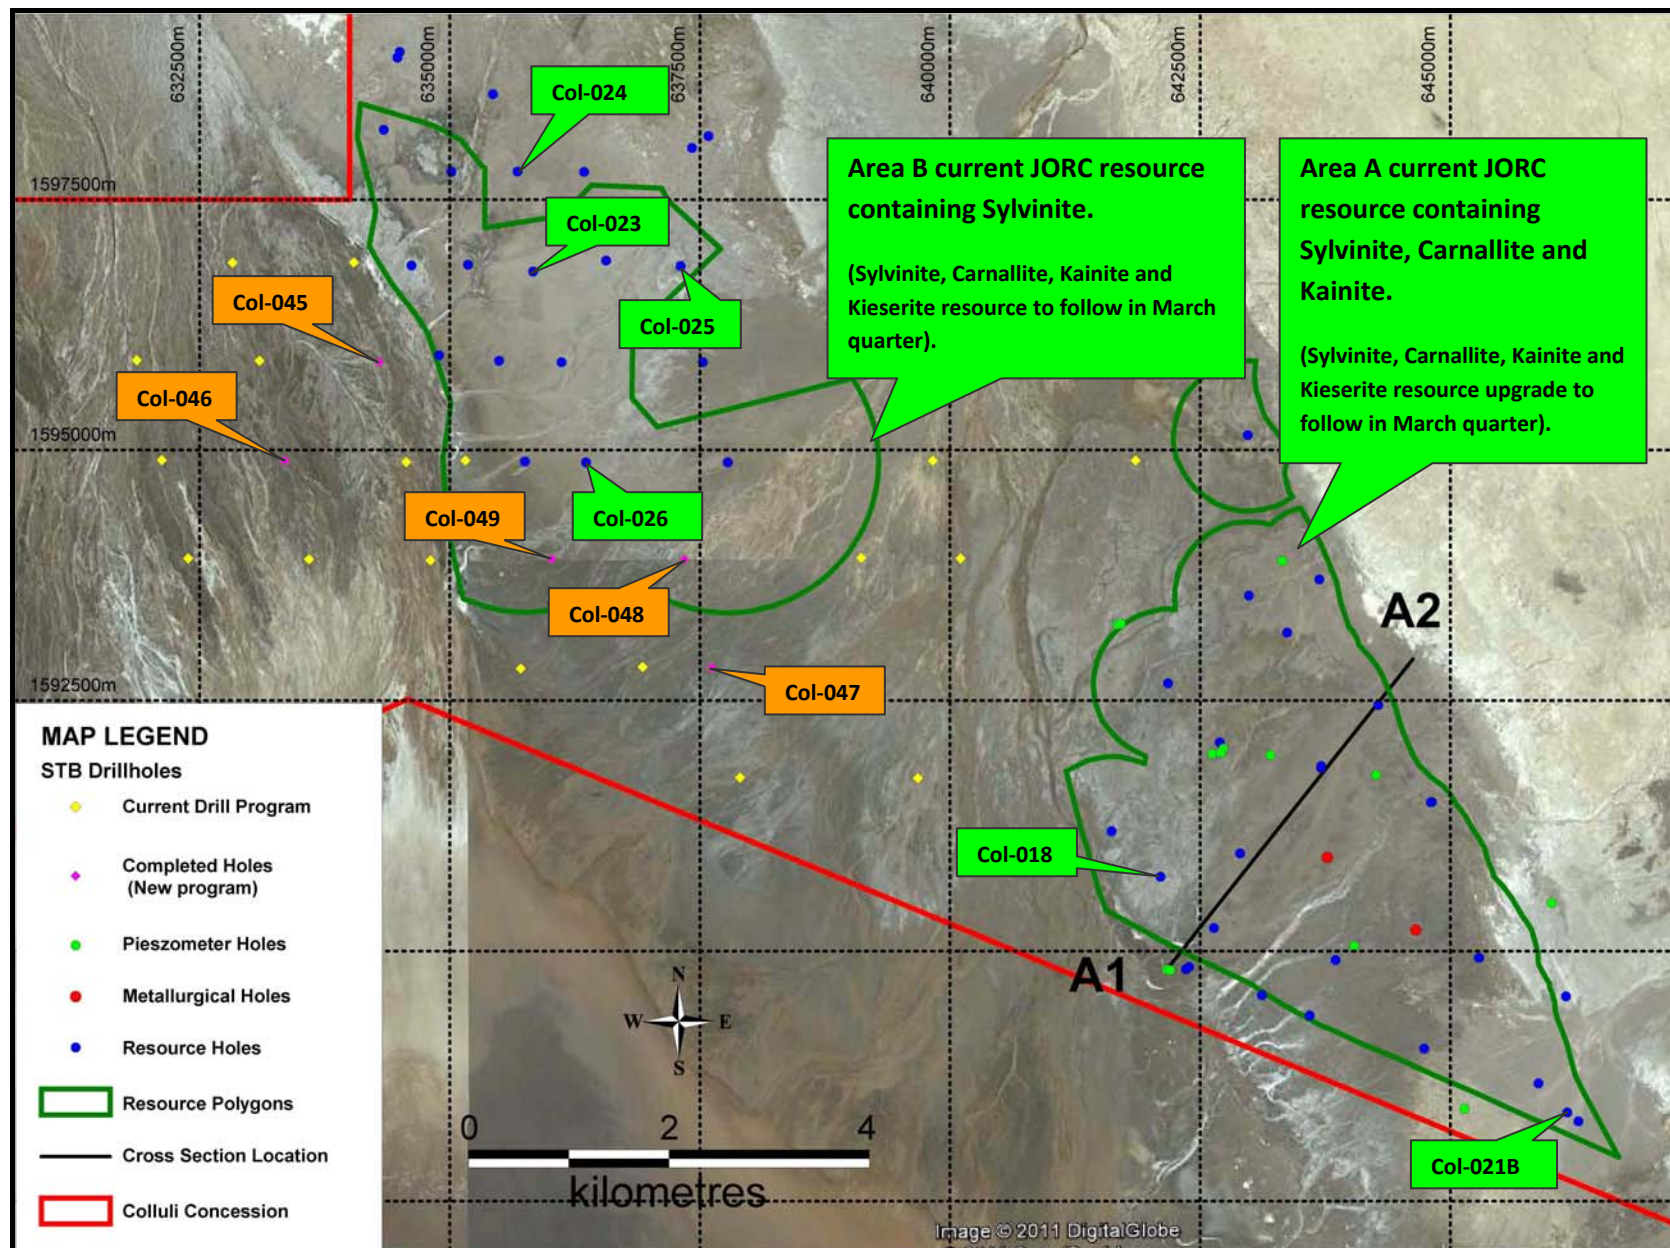 632500m
635000m
637500m
640000m
642500m
645000m
1597500m
1595000m
1592500m
Col-024
Col-023
Col-025
Col-045
Col-046
Col-049
Col-026
Col-048
Col-047
Col-018
Col-021B
Area B current JORC resource
containing Sylvinite.
(Sylvinite, Carnallite, Kainite and
Kieserite resource to follow in March
quarter).
Area A current JORC
resource containing
Sylvinite, Carnallite and
Kainite.
(Sylvinite, Carnallite, Kainite and
Kieserite resource upgrade to
follow in March quarter).
A2
A1
MAP LEGEND
STB Drillholes
Current Drill Program
Completed Holes
(New program)
Pieszometer Holes
Metallurgical Holes
Resource Holes
Resource Polygons
Cross Section Location
Colluli Concession
N
W E
S
0 2 4
kilometres
Image © 2011 DigitalGlobe